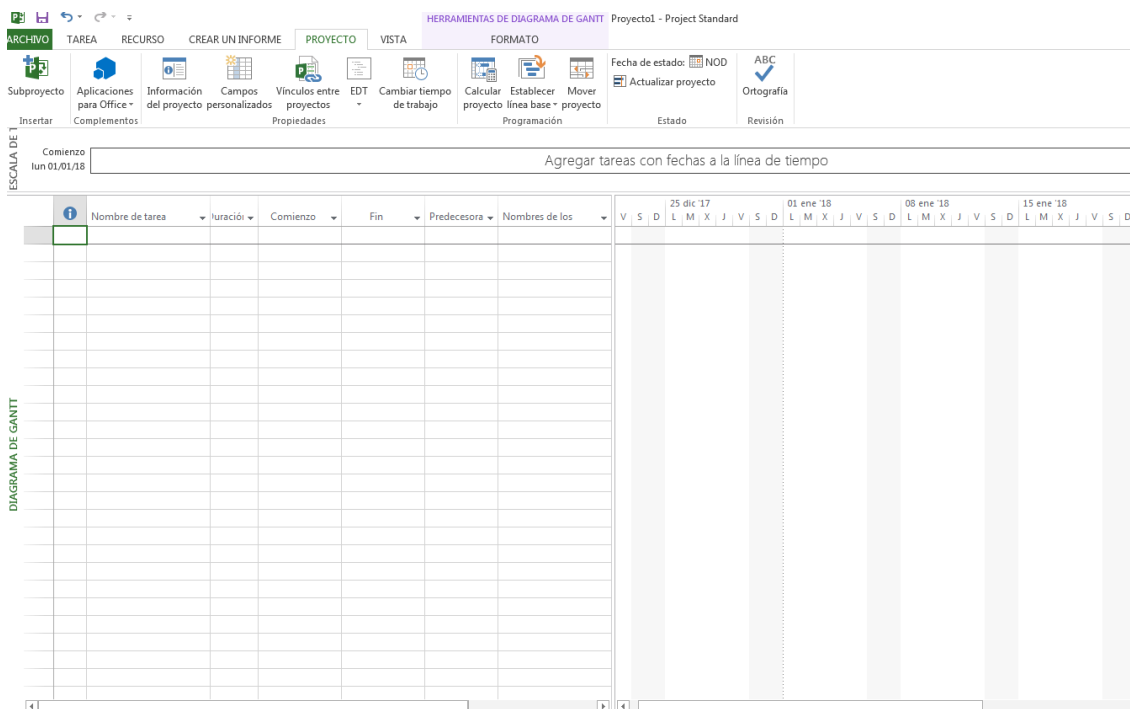 HERRAMIENTAS DE DIAGRAMA DE GANTT Proyecto1 - Project Standard
ARCHIVO TAREA RECURSO CREAR UN INFORME PROYECTO VISTA FORMATO
Subproyecto
Aplicaciones para Office
Información del proyecto
Campos personalizados
Vínculos entre proyectos
EDT
Cambiar tiempo de trabajo
Calcular proyecto
Establecer línea base
Mover proyecto
Fecha de estado: NOD
Actualizar proyecto
ABC
Ortografía
Insertar Complementos Propiedades Programación Estado Revisión
ESCALA DE T
Comienzo
lun 01/01/18
Agregar tareas con fechas a la línea de tiempo
25 dic '17 01 ene '18 08 ene '18 15 ene '18
Nombre de tarea Comienzo Fin Predecesora Nombres de los
V S D L M X J V S D L M X J V S D L M X J V S D L M X J V S D
DIAGRAMA DE GANTT